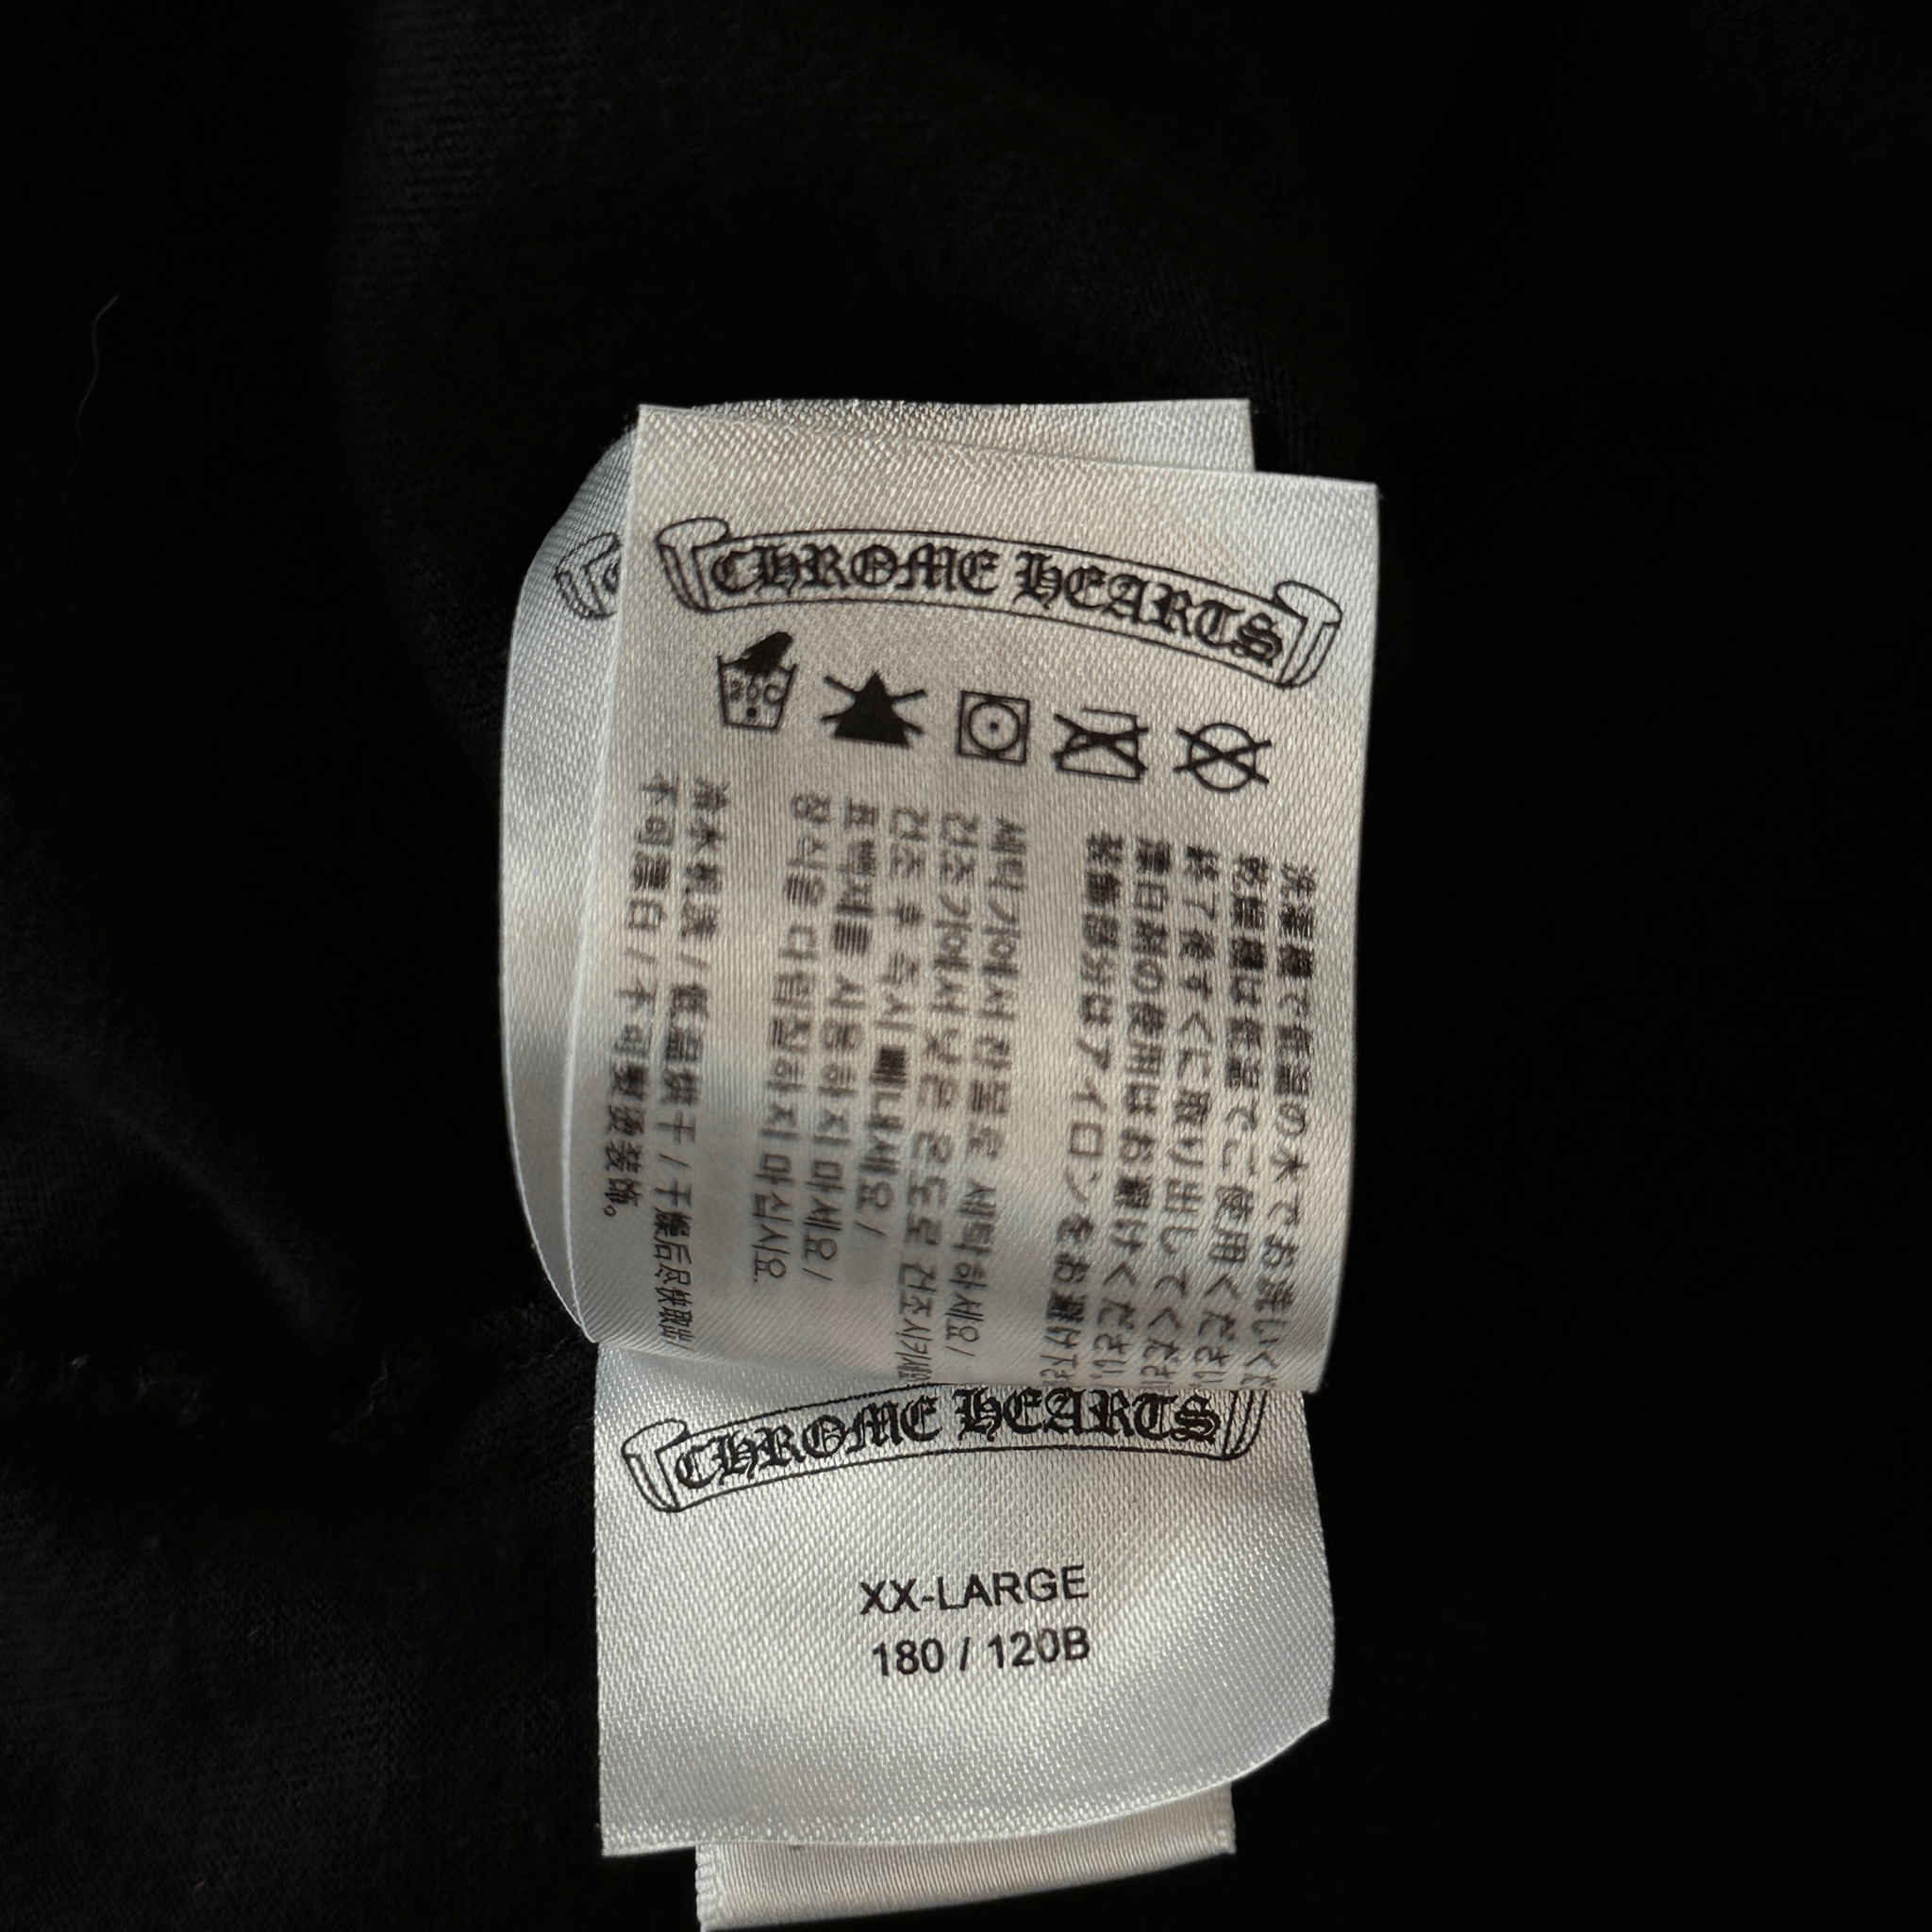 CHROME HEARTS
30C
洗濯機で低温の水でお洗いくだ
乾燥機は低温でご使用ください
終了後すぐに取り出してくださ
漂白剤の使用はお避けください
装飾部分はアイロンをお避け下さ
세탁기에서 찬물로 세탁하세요 /
건조기에서 낮은 온도로 건조시키
건조 후 즉시 빼내세요 /
표백제를 사용하지 마세요 /
장식을 다림질하지 마십시요.
冷水机洗 / 低温烘干 / 干燥后尽快取出 /
不可漂白 / 不可熨烫装饰。
CHROME HEARTS
XX-LARGE
180 / 120B